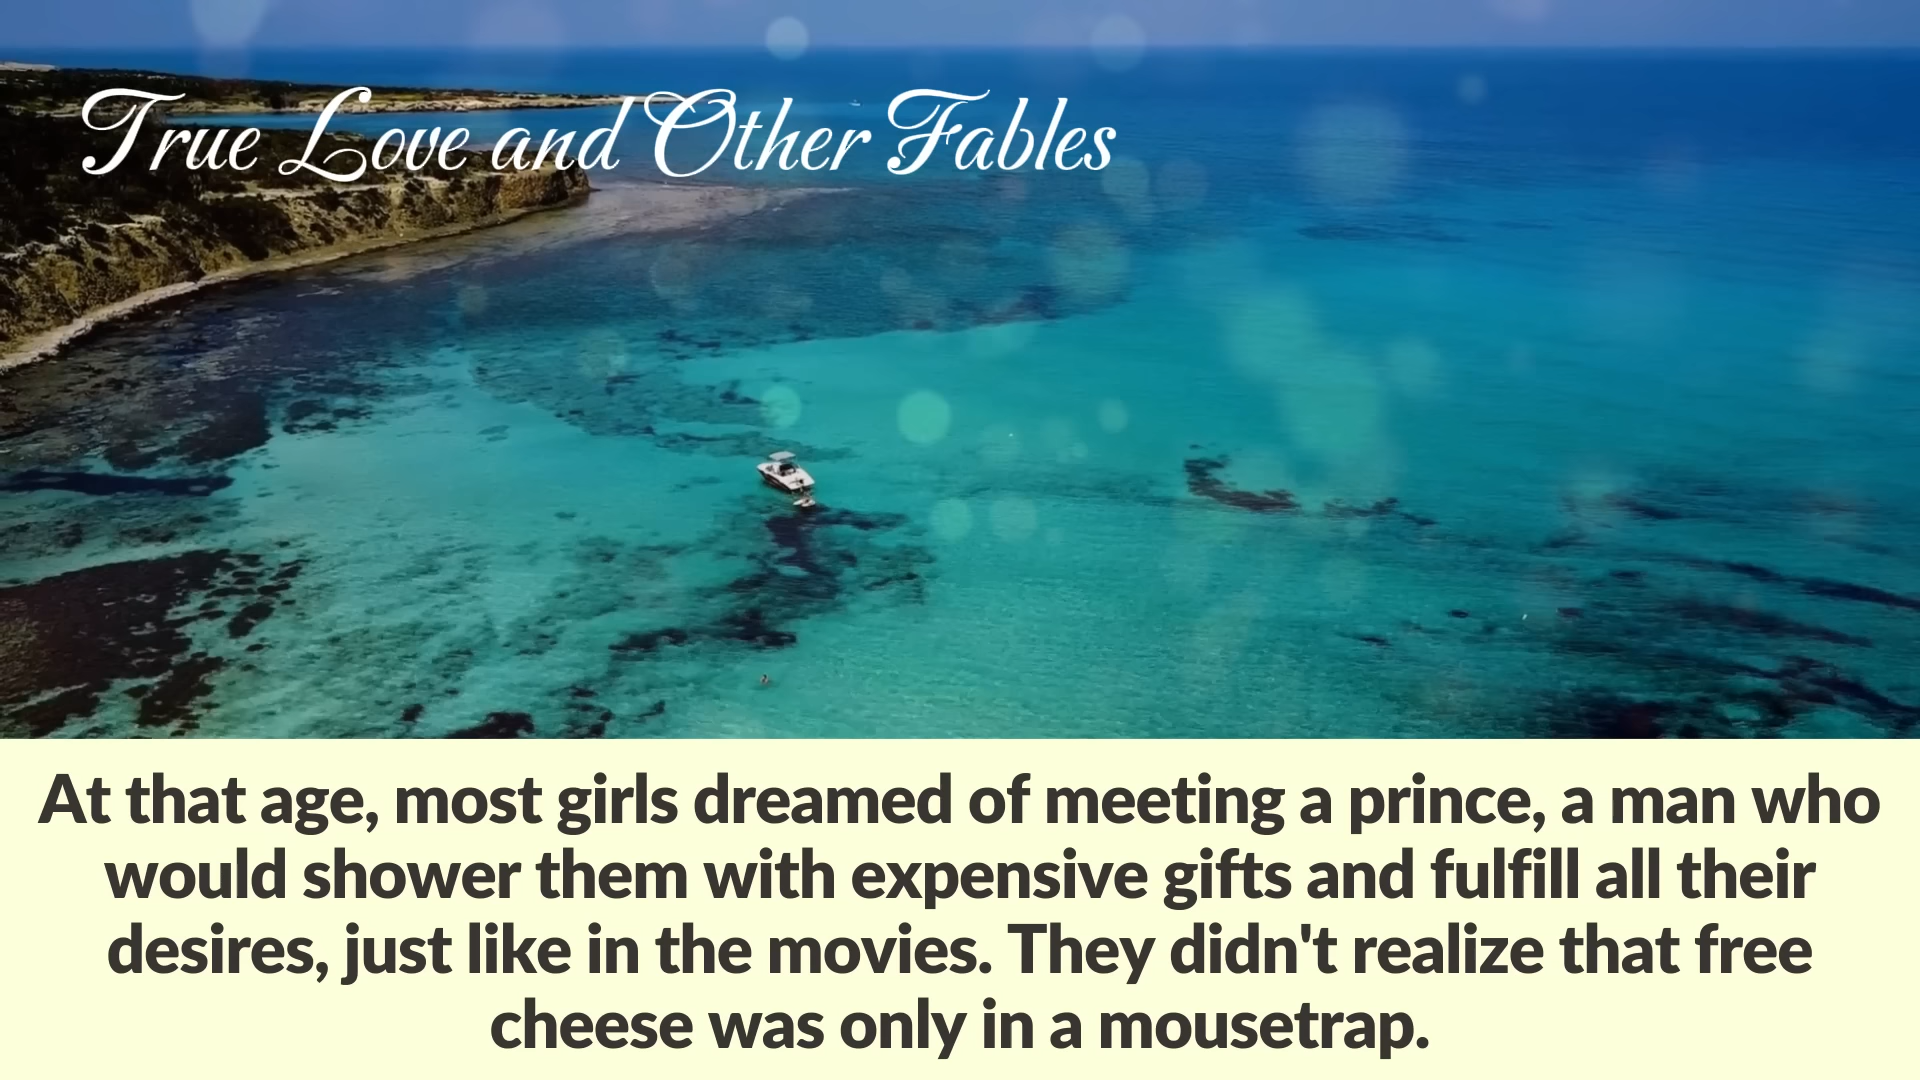 True Love and Other Fables
At that age, most girls dreamed of meeting a prince, a man who
would shower them with expensive gifts and fulfill all their
desires, just like in the movies. They didn't realize that free
cheese was only in a mousetrap.